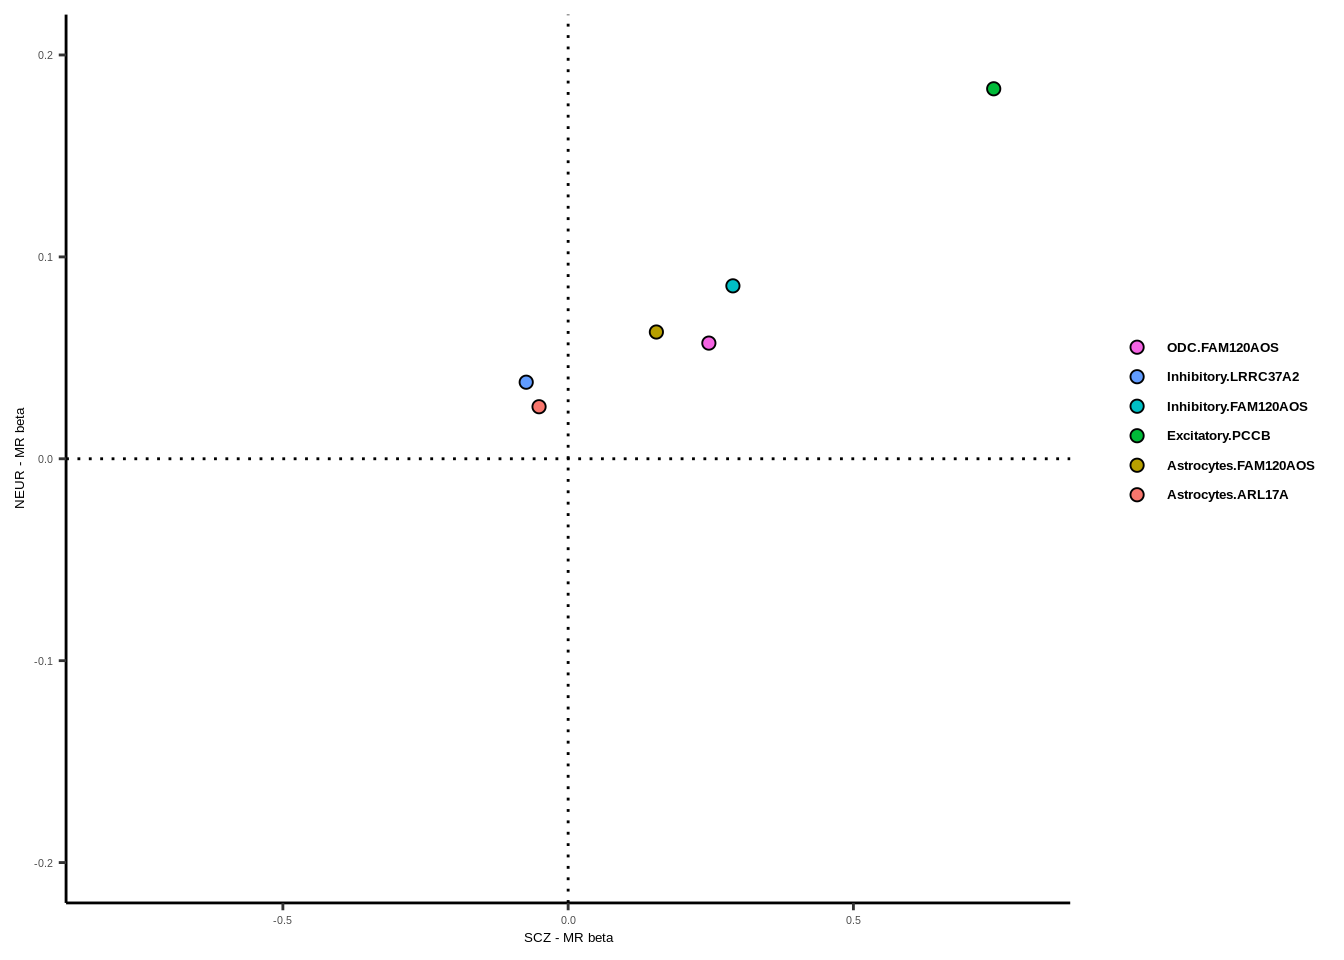 0.2
0.1
0.0
-0.1
-0.2
NEUR - MR beta
-0.5
0.0
0.5
SCZ - MR beta
ODC.FAM120AOS
Inhibitory.LRRC37A2
Inhibitory.FAM120AOS
Excitatory.PCCB
Astrocytes.FAM120AOS
Astrocytes.ARL17A